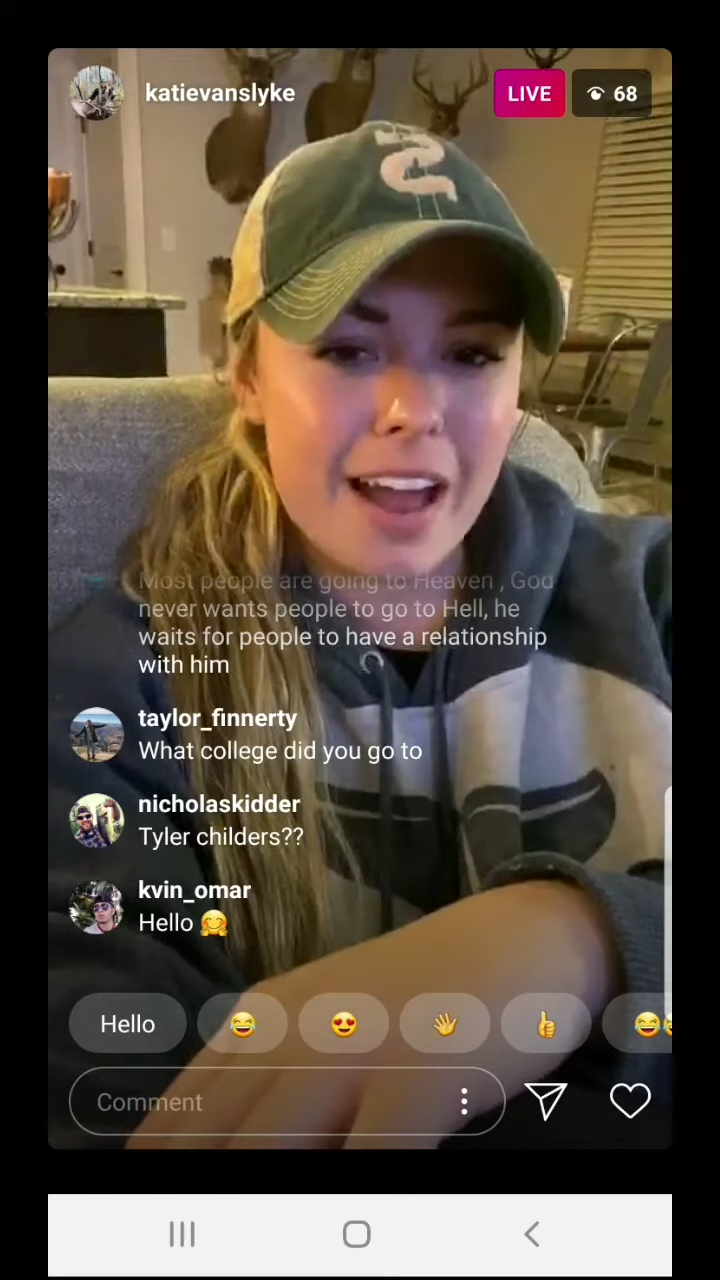 katievanslyke
LIVE
68
Most people are going to Heaven , God
never wants people to go to Hell, he
waits for people to have a relationship
with him
taylor_finnerty
What college did you go to
nicholaskidder
Tyler childers??
kvin_omar
Hello 🤗
Hello
😂
😍
👋
👍
😂😂
Comment